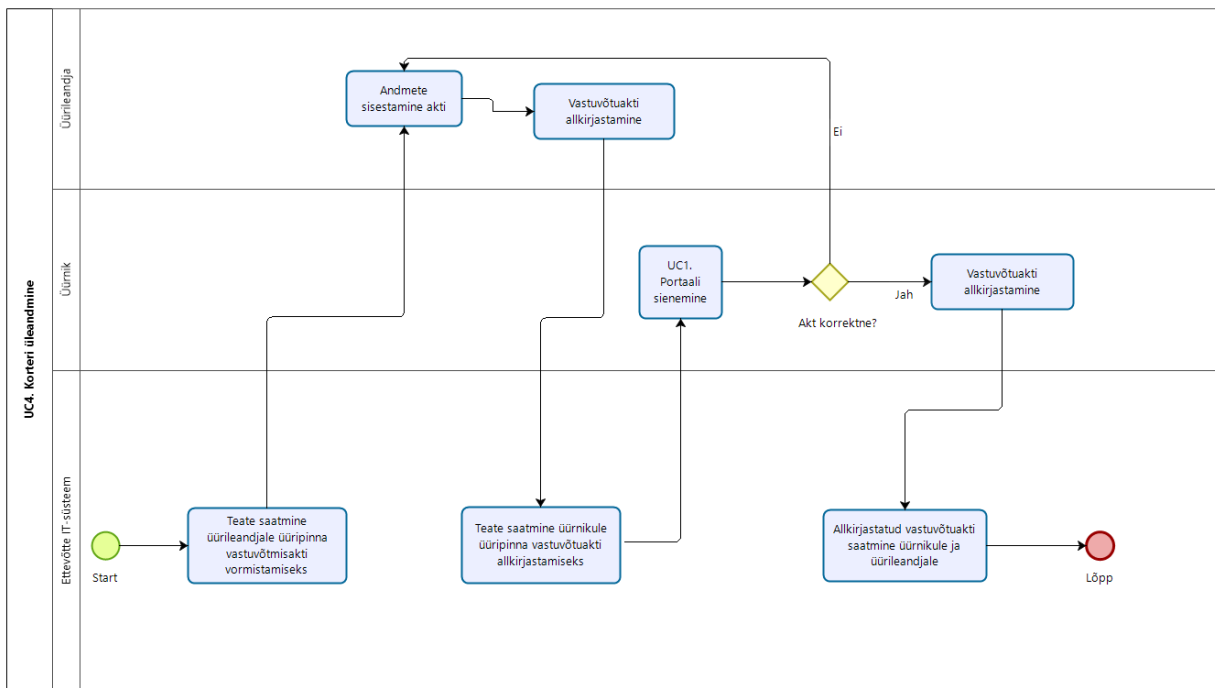 UC4. Korteri üleandmine
Üürileandja
Andmete
sisestamine akti
Vastuvõtuakti
allkirjastamine
Ei
Üürnik
UC1.
Portaali
sienemine
Akt korrektne?
Jah
Vastuvõtuakti
allkirjastamine
Ettevõtte IT-süsteem
Start
Teate saatmine
üürileandjale üüripinna
vastuvõtmisakti
vormistamiseks
Teate saatmine üürnikule
üüripinna vastuvõtuakti
allkirjastamiseks
Allkirjastatud vastuvõtuakti
saatmine üürnikule ja
üürileandjale
Lõpp